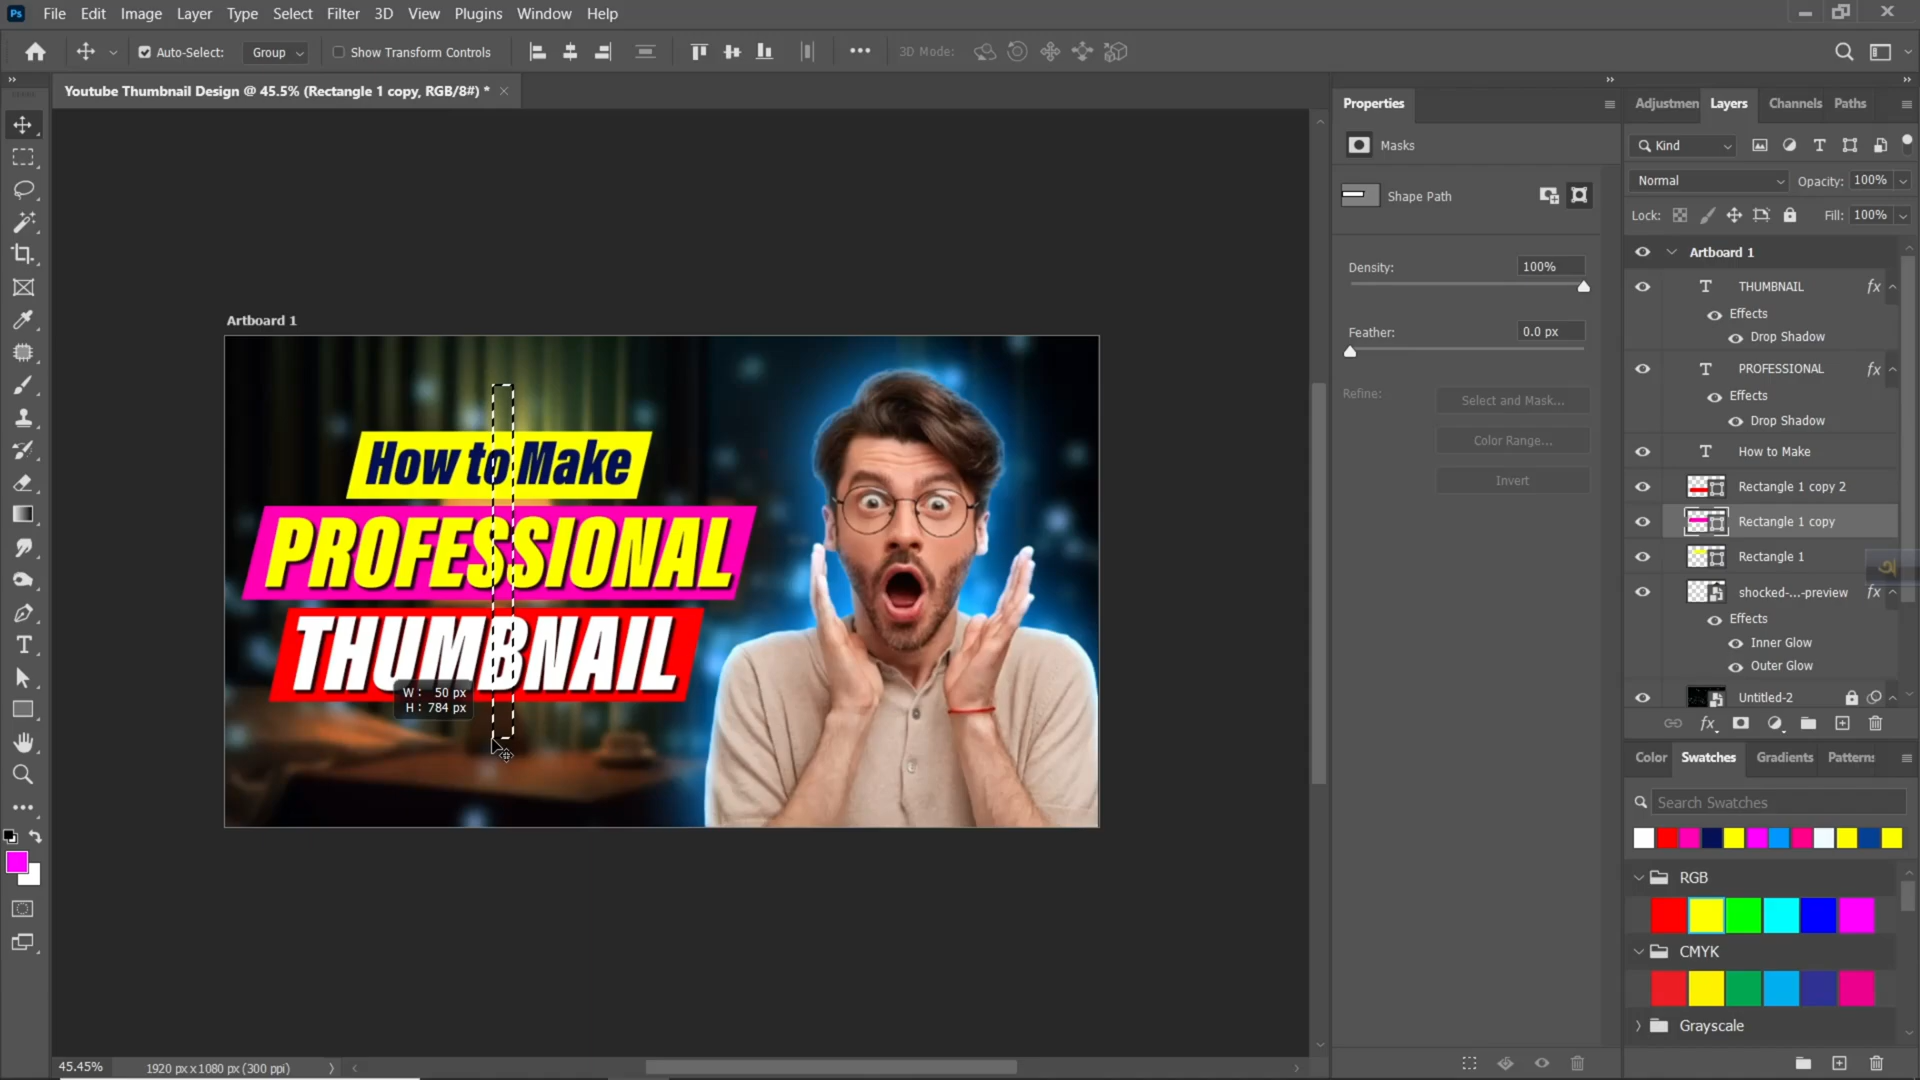 Ps File Edit Image Layer Type Select Filter 3D View Plugins Window Help
Auto-Select: Group Show Transform Controls 3D Mode:
Youtube Thumbnail Design @ 45.5% (Rectangle 1 copy, RGB/8#) *
Artboard 1
How to Make
PROFESSIONAL
THUMBNAIL
W: 50 px
H: 784 px
45.45% 1920 px x 1080 px (300 ppi)
Properties
Masks
Shape Path
Density: 100%
Feather: 0.0 px
Refine: Select and Mask...
Color Range...
Invert
Adjustmen Layers Channels Paths
Kind
Normal Opacity: 100%
Lock: Fill: 100%
Artboard 1
T THUMBNAIL fx
Effects
Drop Shadow
T PROFESSIONAL fx
Effects
Drop Shadow
T How to Make
Rectangle 1 copy 2
Rectangle 1 copy
Rectangle 1
অ
shocked-...-preview fx
Effects
Inner Glow
Outer Glow
Untitled-2
fx
Color Swatches Gradients Patterns
Search Swatches
RGB
CMYK
Grayscale